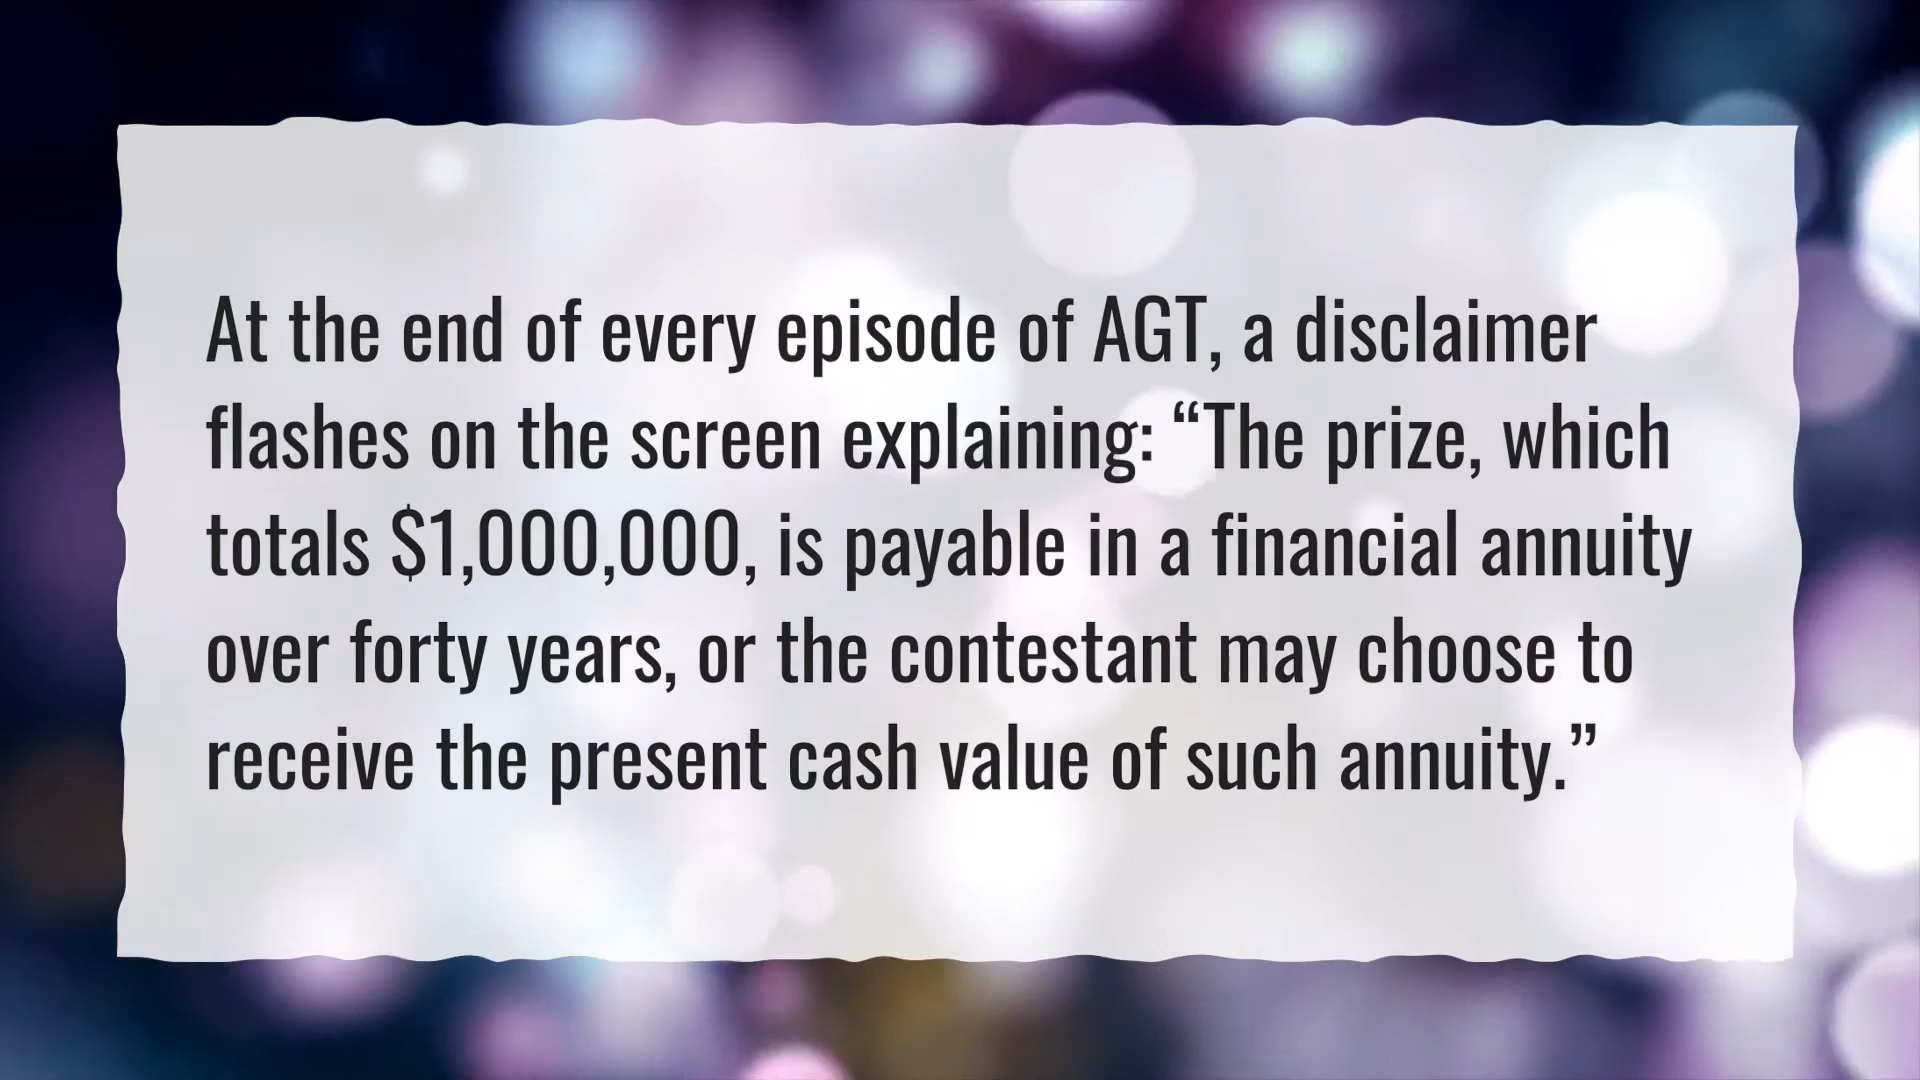 At the end of every episode of AGT, a disclaimer
flashes on the screen explaining: “The prize, which
totals $1,000,000, is payable in a financial annuity
over forty years, or the contestant may choose to
receive the present cash value of such annuity.”